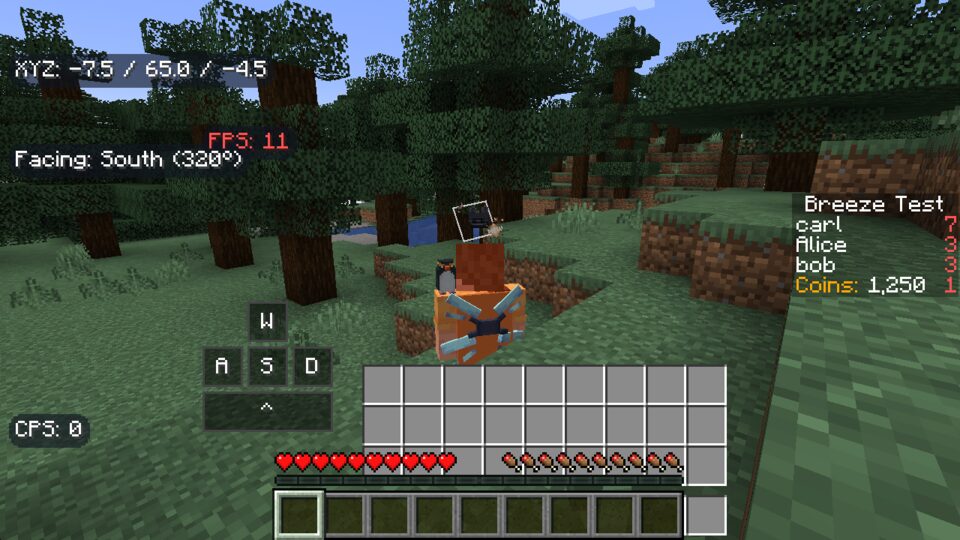 XYZ: -7.5 / 65.0 / -4.5
FPS: 11
Facing: South (320°)
Breeze Test
carl 7
Alice 3
bob 3
Coins: 1,250 1
W
A S D
^
CPS: 0